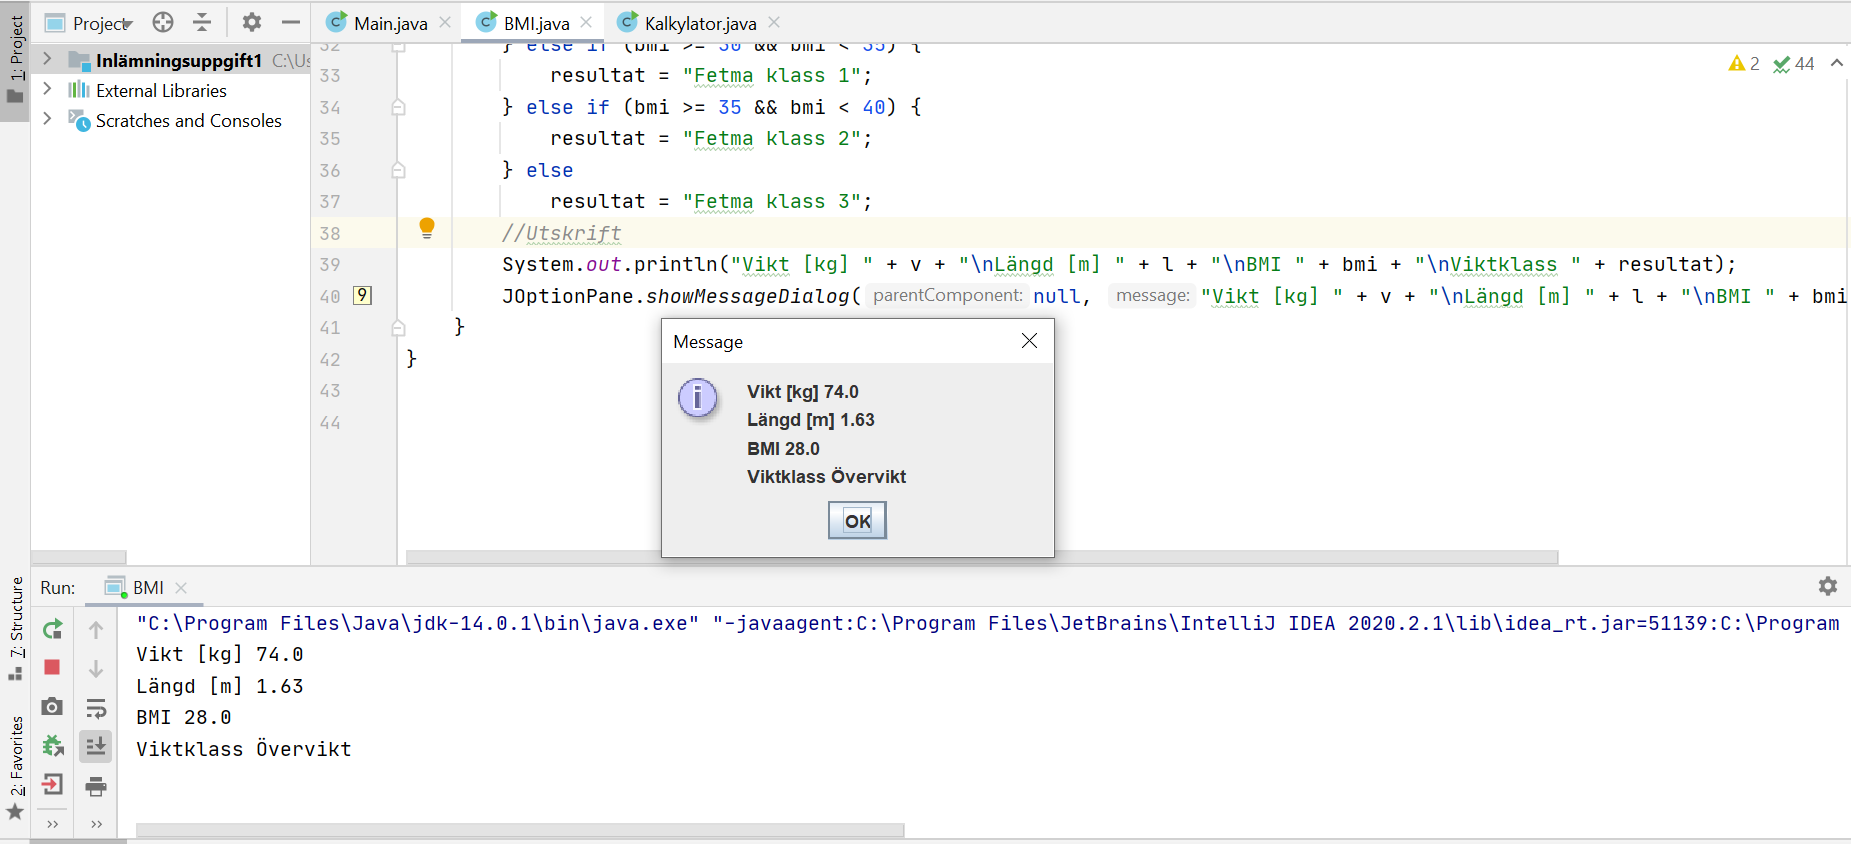 Project
Main.java
BMI.java
Kalkylator.java
1: Project
Inlämningsuppgift1 C:\Us
External Libraries
Scratches and Consoles
2 44
32 } else if (bmi >= 30 && bmi < 35) {
33 resultat = "Fetma klass 1";
34 } else if (bmi >= 35 && bmi < 40) {
35 resultat = "Fetma klass 2";
36 } else
37 resultat = "Fetma klass 3";
38 //Utskrift
39 System.out.println("Vikt [kg] " + v + "\nLängd [m] " + l + "\nBMI " + bmi + "\nViktklass " + resultat);
40 9 JOptionPane.showMessageDialog( parentComponent: null, message: "Vikt [kg] " + v + "\nLängd [m] " + l + "\nBMI " + bmi
41 }
42 }
43
44
Message
Vikt [kg] 74.0
Längd [m] 1.63
BMI 28.0
Viktklass Övervikt
OK
7: Structure
2: Favorites
Run: BMI
"C:\Program Files\Java\jdk-14.0.1\bin\java.exe" "-javaagent:C:\Program Files\JetBrains\IntelliJ IDEA 2020.2.1\lib\idea_rt.jar=51139:C:\Program
Vikt [kg] 74.0
Längd [m] 1.63
BMI 28.0
Viktklass Övervikt